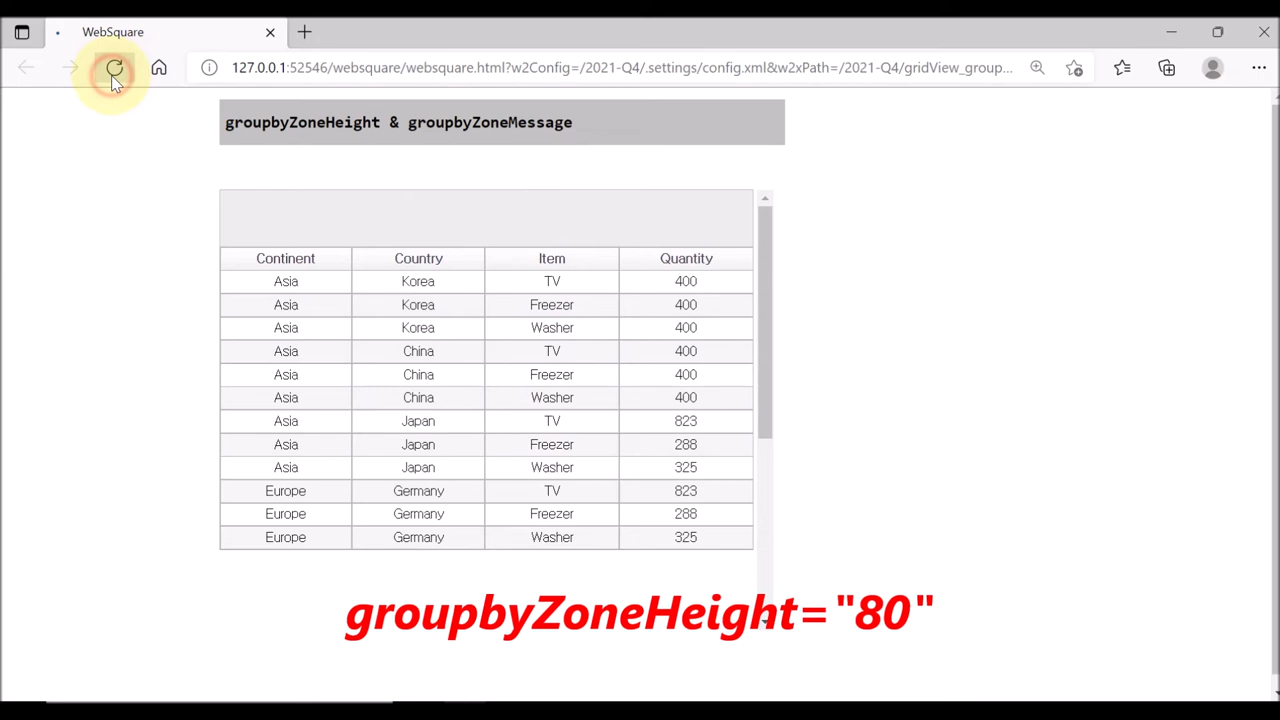 WebSquare
127.0.0.1:52546/websquare/websquare.html?w2Config=/2021-Q4/.settings/config.xml&w2xPath=/2021-Q4/gridView_group...
groupbyZoneHeight & groupbyZoneMessage
Continent Country Item Quantity
Asia Korea TV 400
Asia Korea Freezer 400
Asia Korea Washer 400
Asia China TV 400
Asia China Freezer 400
Asia China Washer 400
Asia Japan TV 823
Asia Japan Freezer 288
Asia Japan Washer 325
Europe Germany TV 823
Europe Germany Freezer 288
Europe Germany Washer 325
groupbyZoneHeight="80"